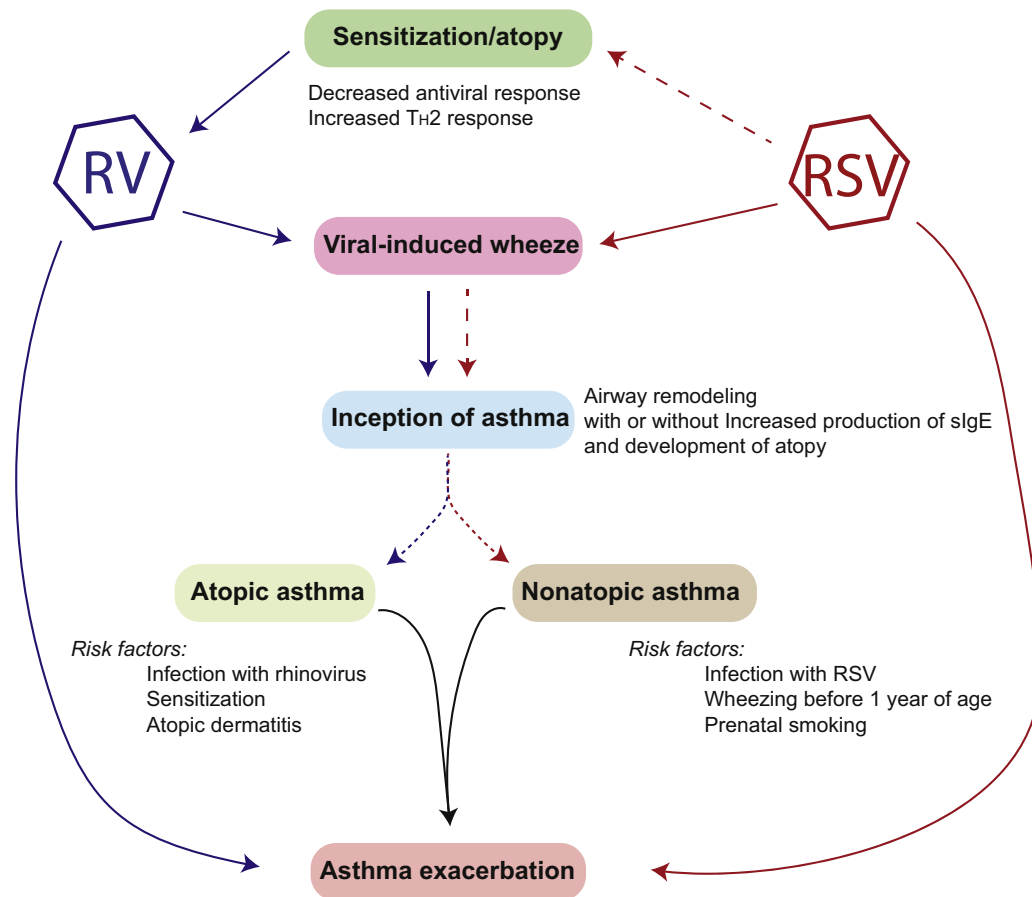 Sensitization/atopy
Decreased antiviral response
Increased TH2 response
RV
RSV
Viral-induced wheeze
Inception of asthma
Airway remodeling
with or without Increased production of sIgE
and development of atopy
Atopic asthma
Nonatopic asthma
Risk factors:
Infection with rhinovirus
Sensitization
Atopic dermatitis
Risk factors:
Infection with RSV
Wheezing before 1 year of age
Prenatal smoking
Asthma exacerbation